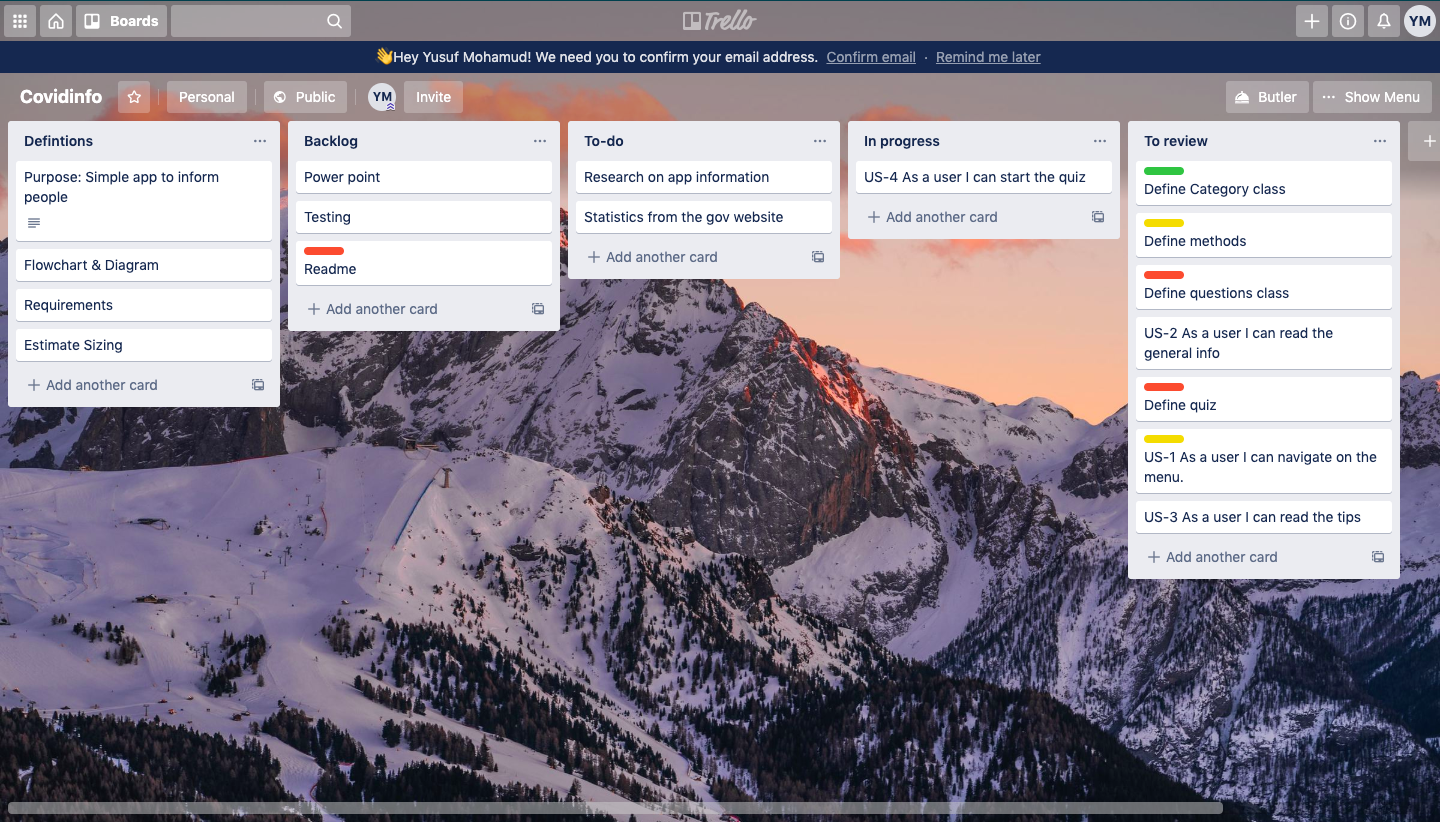 Boards
Trello
YM
👋Hey Yusuf Mohamud! We need you to confirm your email address. Confirm email · Remind me later
Covidinfo
Personal
Public
YM
Invite
Butler
··· Show Menu
Defintions ···
Purpose: Simple app to inform
people
Flowchart & Diagram
Requirements
Estimate Sizing
+ Add another card
Backlog ···
Power point
Testing
Readme
+ Add another card
To-do ···
Research on app information
Statistics from the gov website
+ Add another card
In progress ···
US-4 As a user I can start the quiz
+ Add another card
To review ···
Define Category class
Define methods
Define questions class
US-2 As a user I can read the
general info
Define quiz
US-1 As a user I can navigate on the
menu.
US-3 As a user I can read the tips
+ Add another card